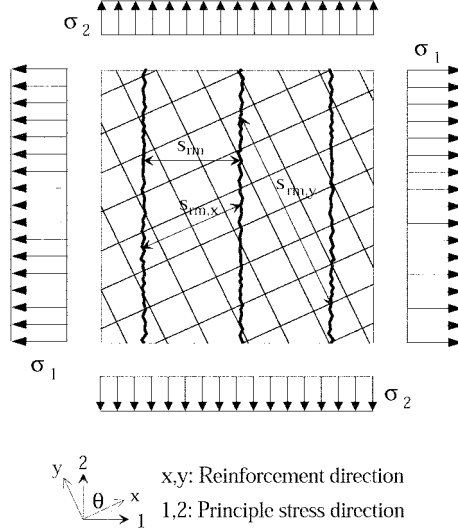 σ2
σ1
srm
srm,x
srm,y
σ1
σ2
y 2 θ x 1
x,y: Reinforcement direction
1,2: Principle stress direction